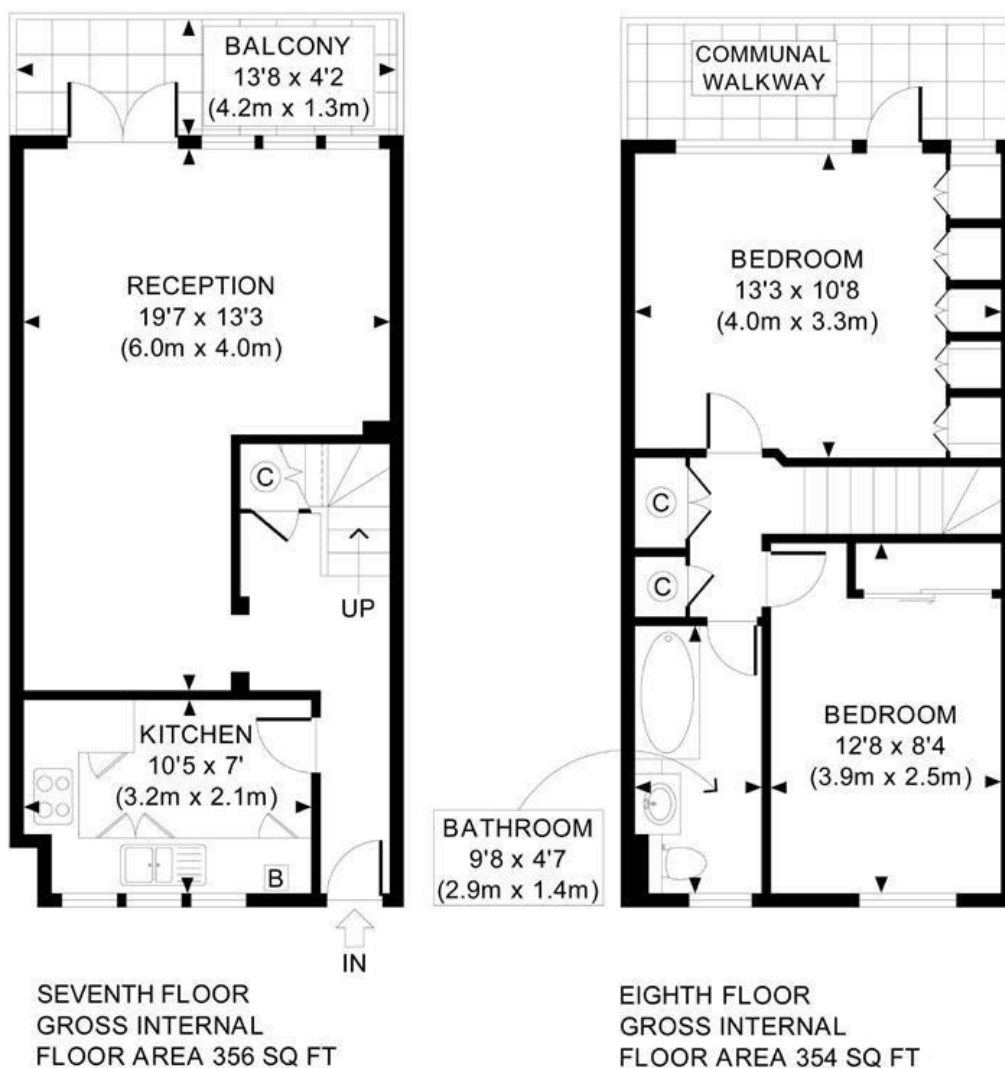 BALCONY
13'8 x 4'2
(4.2m x 1.3m)
RECEPTION
19'7 x 13'3
(6.0m x 4.0m)
C
UP
KITCHEN
10'5 x 7'
(3.2m x 2.1m)
B
IN
SEVENTH FLOOR
GROSS INTERNAL
FLOOR AREA 356 SQ FT
COMMUNAL
WALKWAY
BEDROOM
13'3 x 10'8
(4.0m x 3.3m)
C
C
BEDROOM
12'8 x 8'4
(3.9m x 2.5m)
BATHROOM
9'8 x 4'7
(2.9m x 1.4m)
EIGHTH FLOOR
GROSS INTERNAL
FLOOR AREA 354 SQ FT